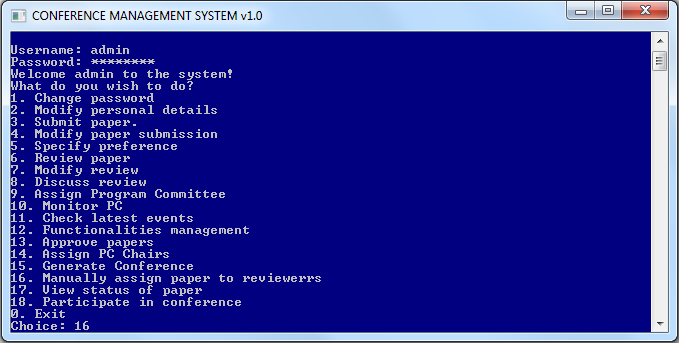 CONFERENCE MANAGEMENT SYSTEM v1.0
Username: admin
Password: ********
Welcome admin to the system!
What do you wish to do?
1. Change password
2. Modify personal details
3. Submit paper.
4. Modify paper submission
5. Specify preference
6. Review paper
7. Modify review
8. Discuss review
9. Assign Program Committee
10. Monitor PC
11. Check latest events
12. Functionalities management
13. Approve papers
14. Assign PC Chairs
15. Generate Conference
16. Manually assign paper to reviewerrs
17. View status of paper
18. Participate in conference
0. Exit
Choice: 16